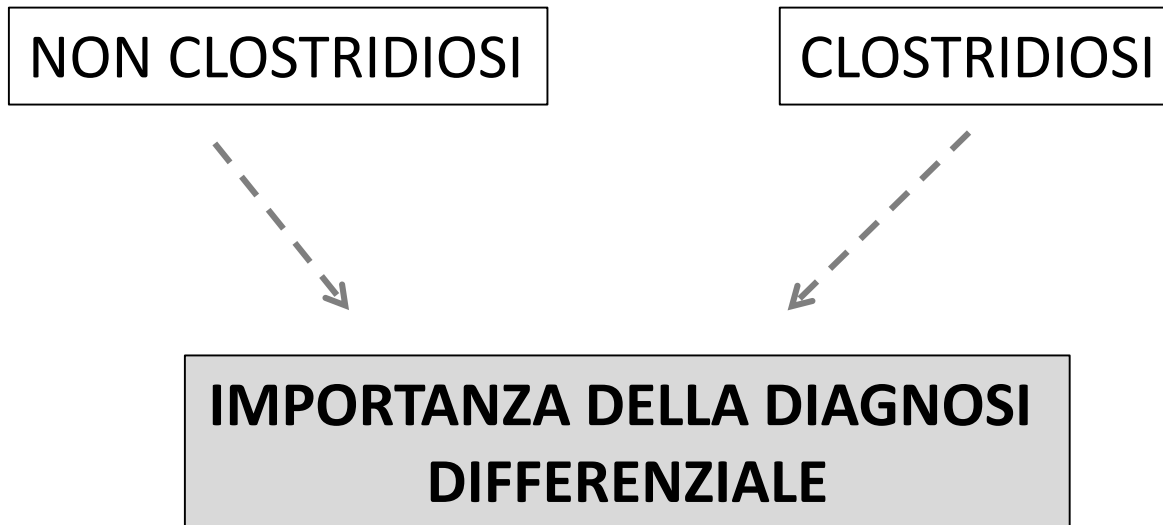 NON CLOSTRIDIOSI
CLOSTRIDIOSI
IMPORTANZA DELLA DIAGNOSI
DIFFERENZIALE